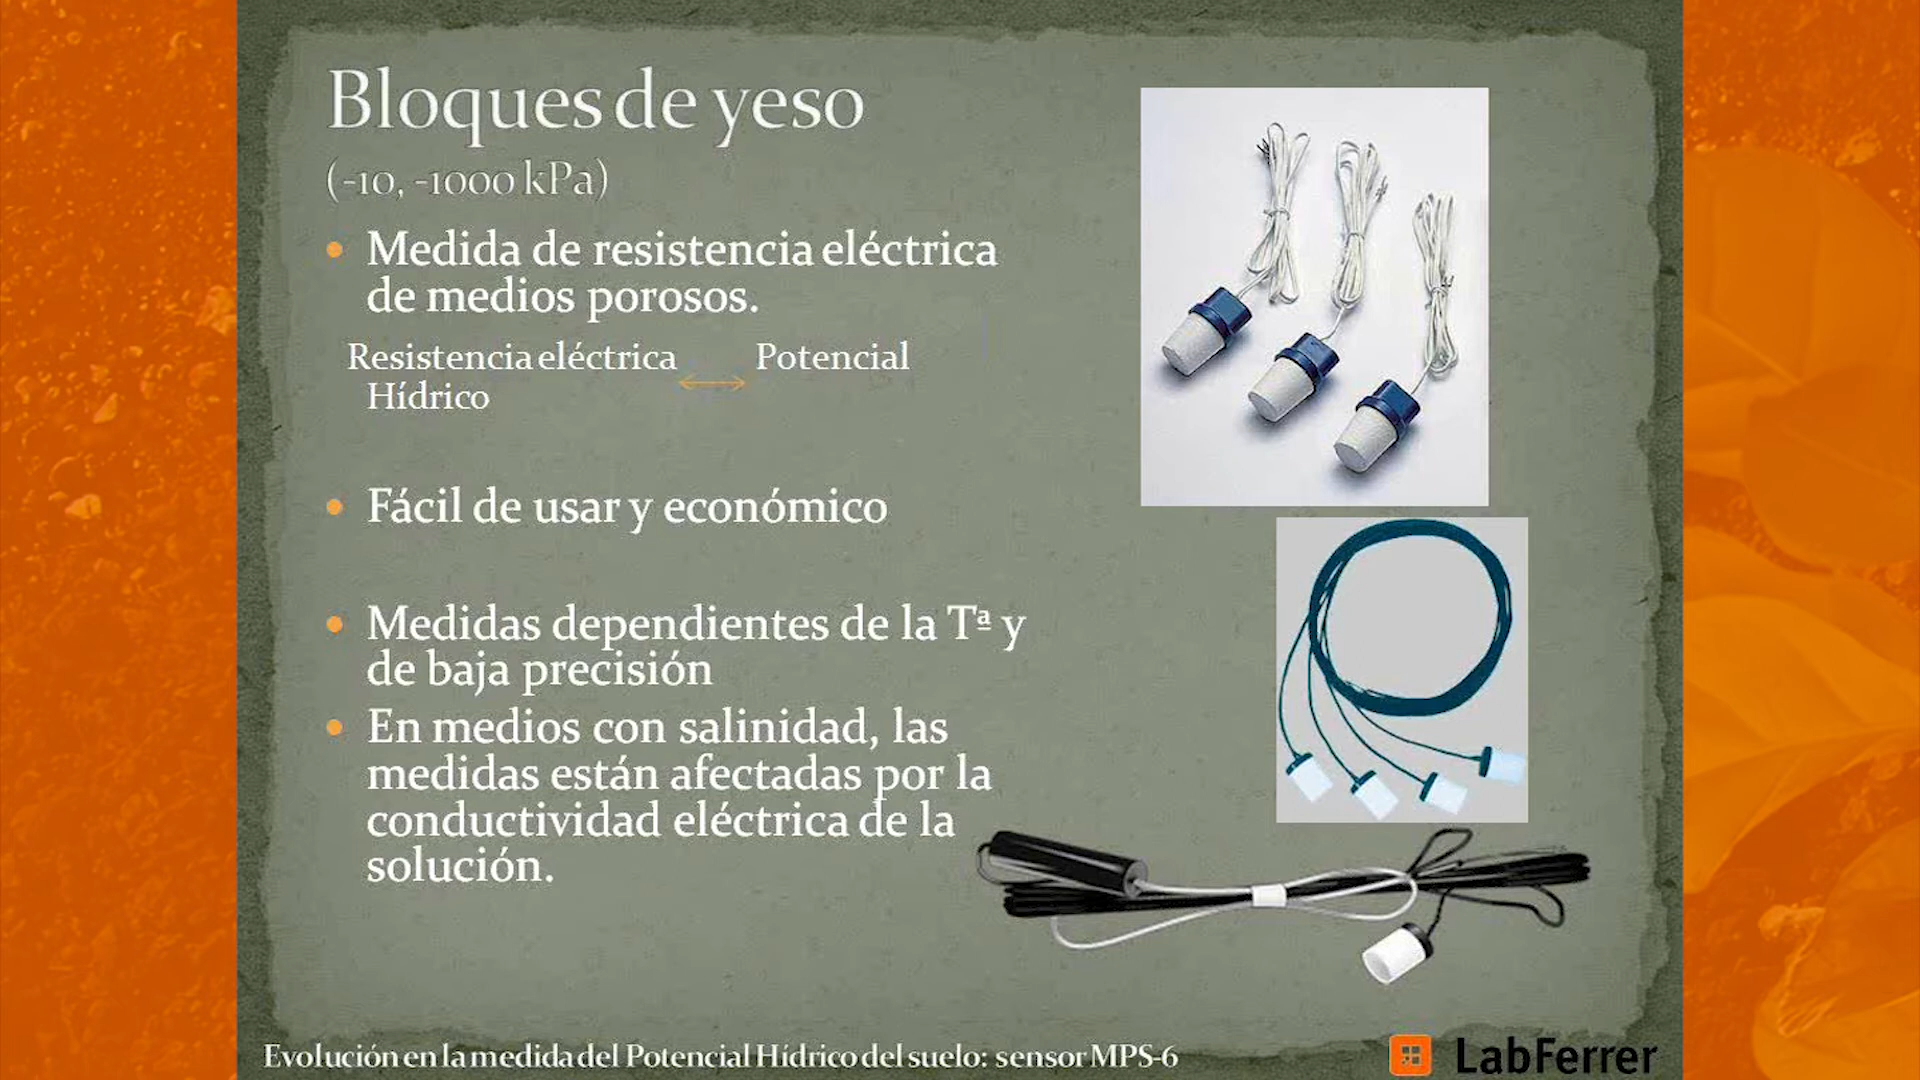 Bloques de yeso
(-10, -1000 kPa)
Medida de resistencia eléctrica
de medios porosos.
Resistencia eléctrica ↔ Potencial
Hídrico
Fácil de usar y económico
Medidas dependientes de la Tª y
de baja precisión
En medios con salinidad, las
medidas están afectadas por la
conductividad eléctrica de la
solución.
Evolución en la medida del Potencial Hídrico del suelo: sensor MPS-6
LabFerrer